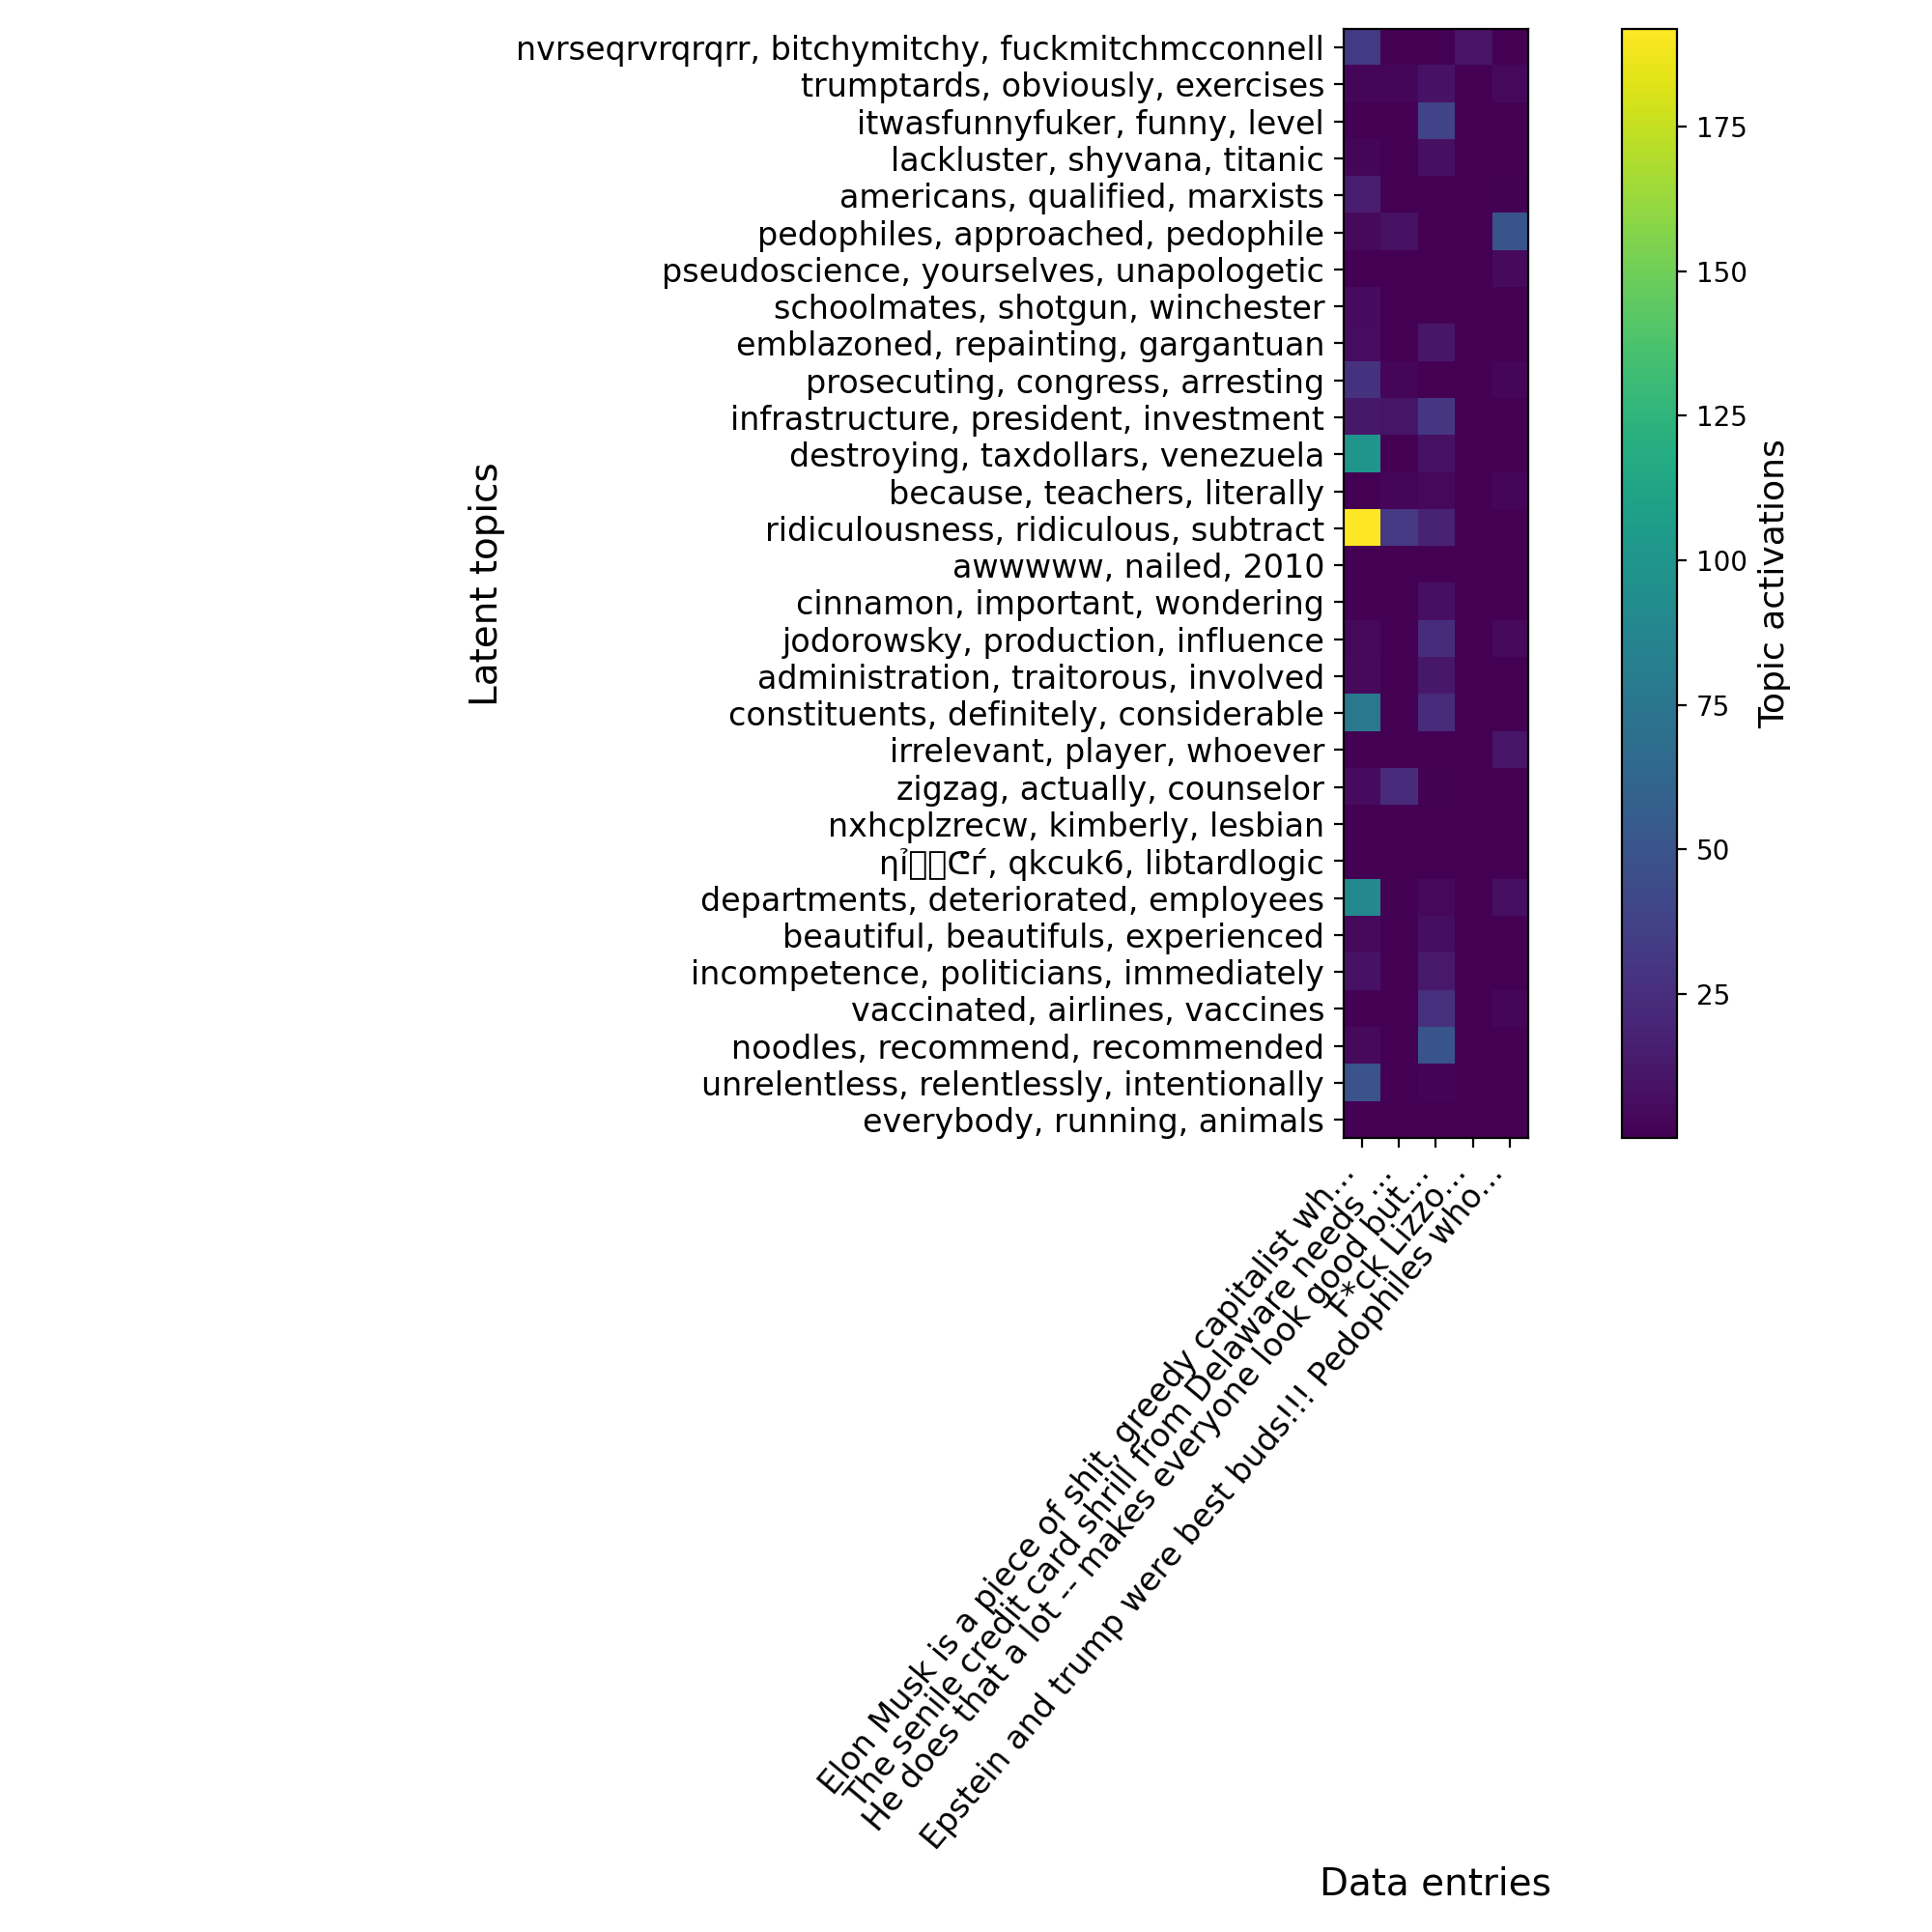 nvrseqrvrqrqrr, bitchymitchy, fuckmitchmcconnell
trumptards, obviously, exercises
itwasfunnyfuker, funny, level
lackluster, shyvana, titanic
americans, qualified, marxists
pedophiles, approached, pedophile
pseudoscience, yourselves, unapologetic
schoolmates, shotgun, winchester
emblazoned, repainting, gargantuan
prosecuting, congress, arresting
infrastructure, president, investment
destroying, taxdollars, venezuela
because, teachers, literally
ridiculousness, ridiculous, subtract
awwwww, nailed, 2010
cinnamon, important, wondering
jodorowsky, production, influence
administration, traitorous, involved
constituents, definitely, considerable
irrelevant, player, whoever
zigzag, actually, counselor
nxhcplzrecw, kimberly, lesbian
qkcuk6, libtardlogic
departments, deteriorated, employees
beautiful, beautifuls, experienced
incompetence, politicians, immediately
vaccinated, airlines, vaccines
noodles, recommend, recommended
unrelentless, relentlessly, intentionally
everybody, running, animals
Latent topics
Elon Musk is a piece of shit, greedy capitalist wh...
The senile credit card shrill from Delaware needs ...
He does that a lot -- makes everyone look good but...
F*ck Lizzo...
Epstein and trump were best buds!!! Pedophiles who...
Data entries
175
150
125
100
75
50
25
Topic activations